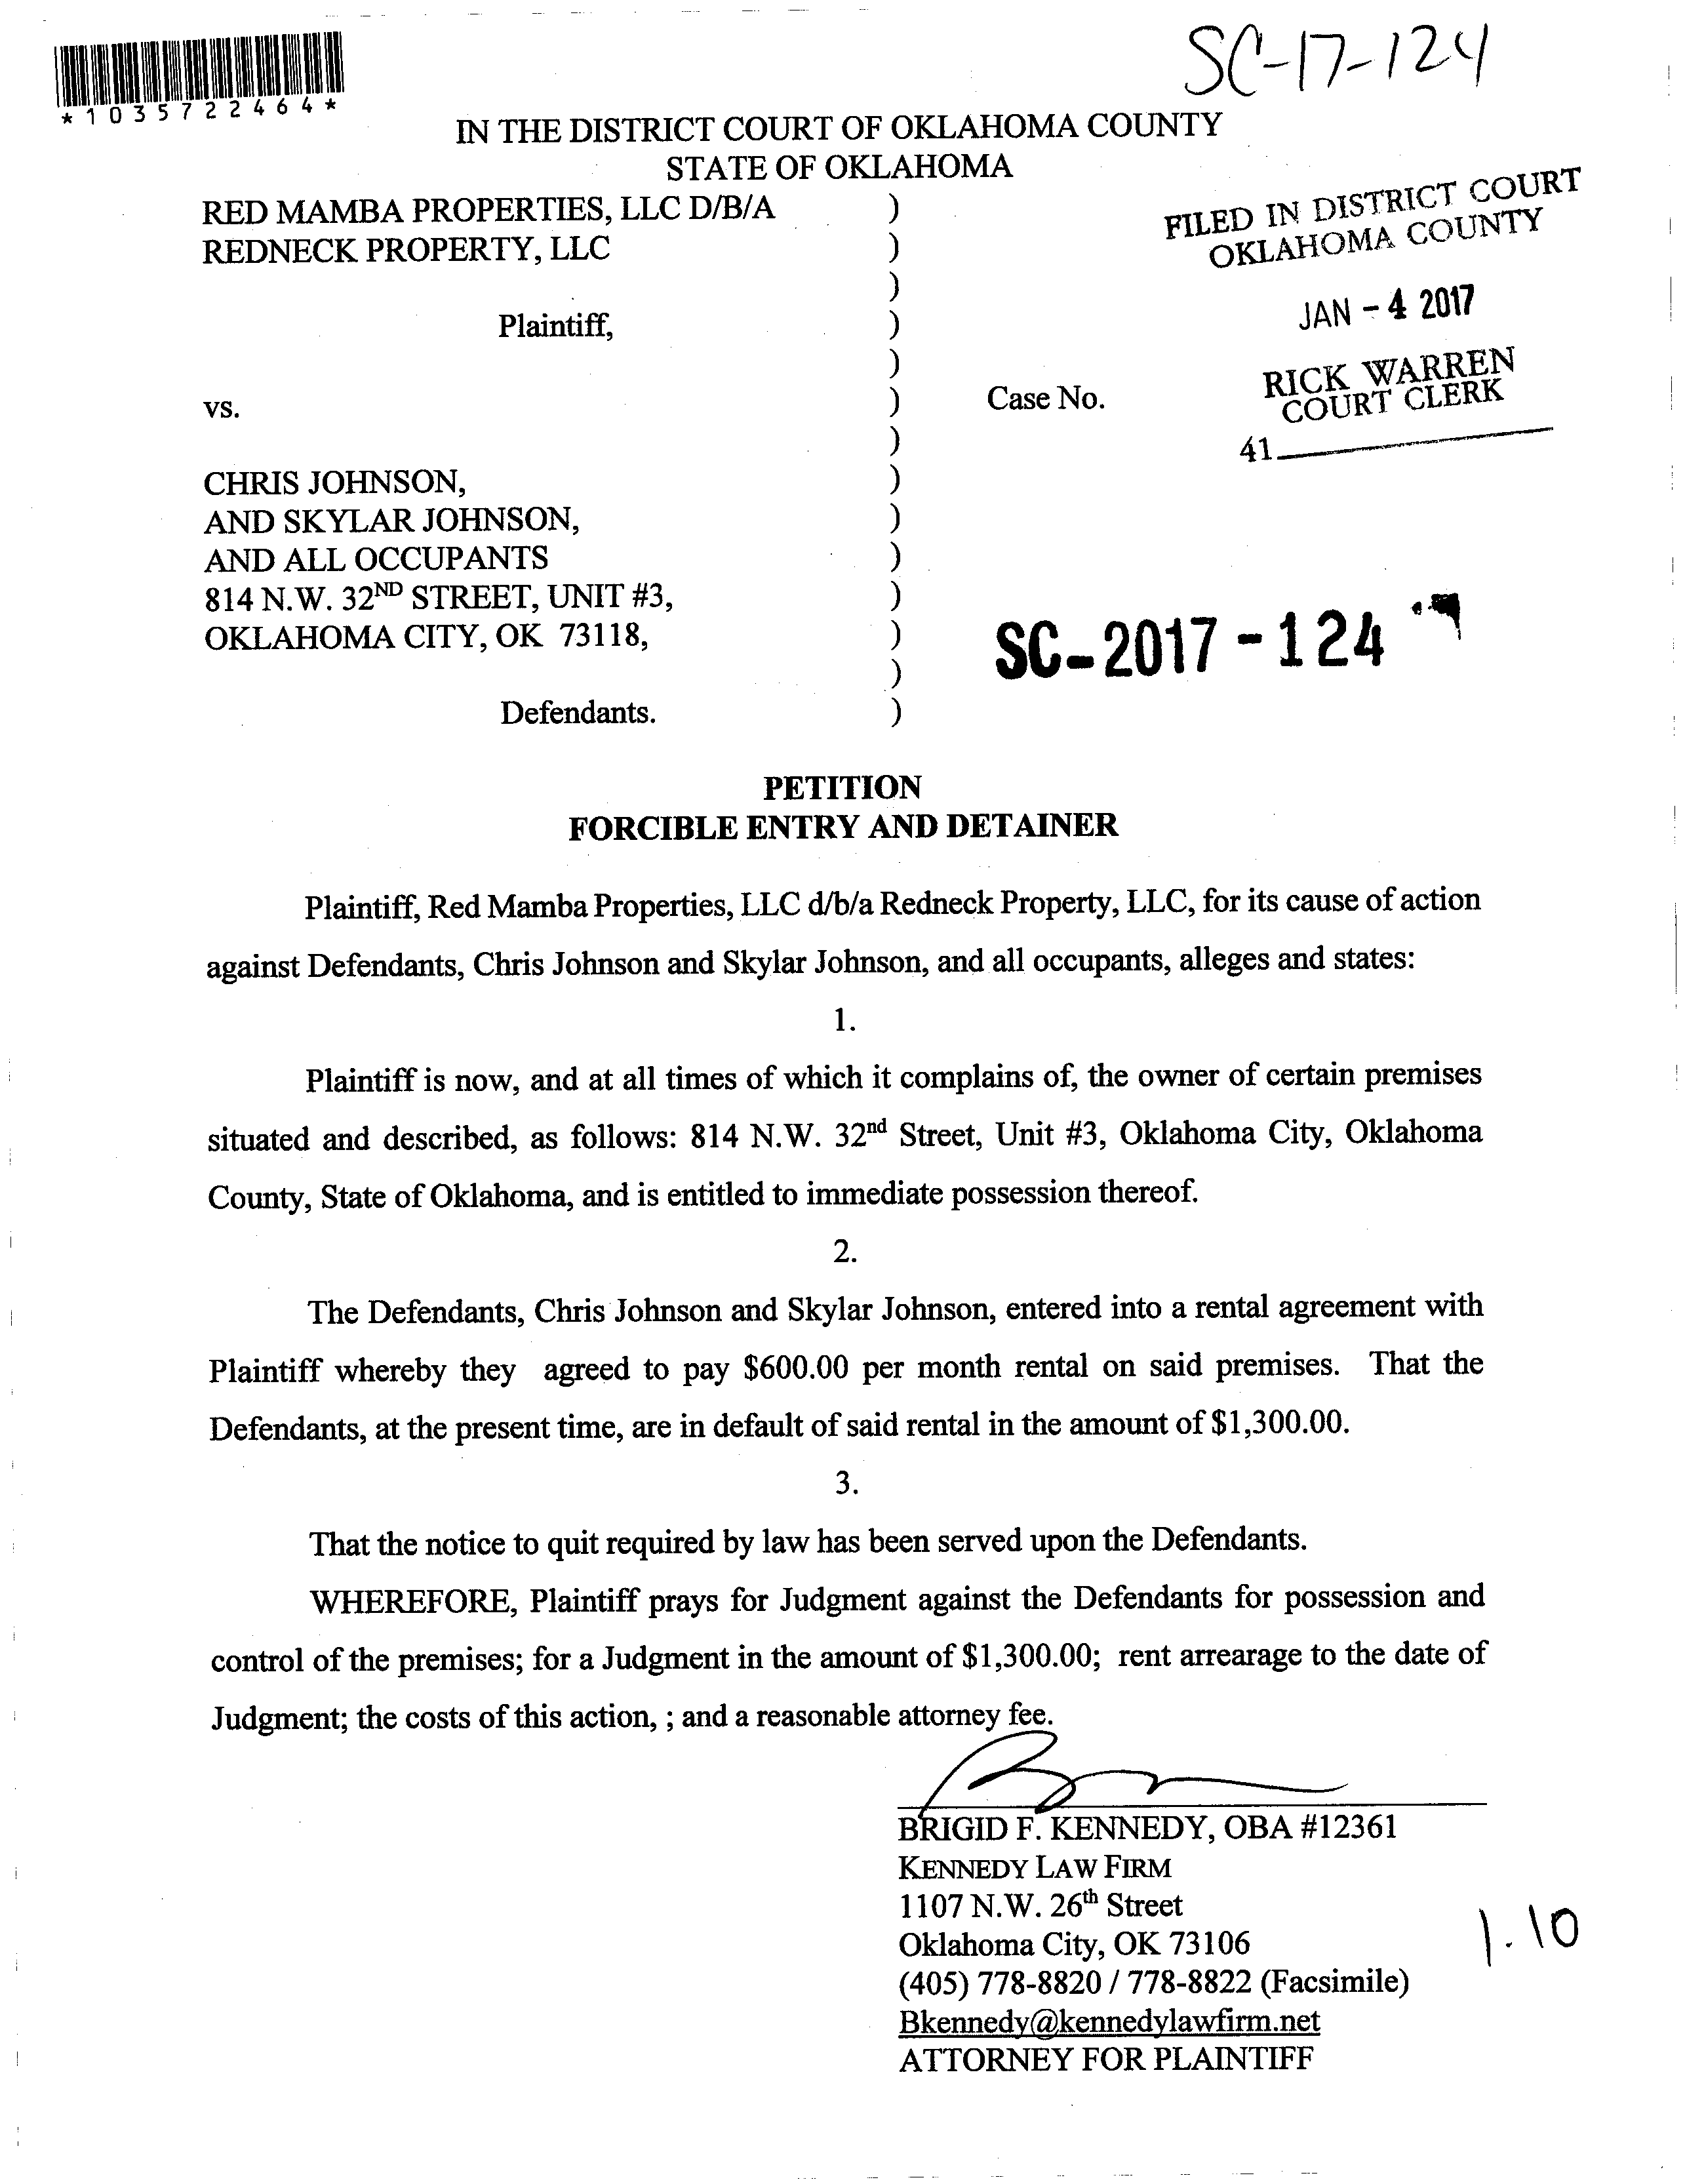 SC-17-124
*1035722464*
IN THE DISTRICT COURT OF OKLAHOMA COUNTY
STATE OF OKLAHOMA
RED MAMBA PROPERTIES, LLC D/B/A )
REDNECK PROPERTY, LLC )
)
Plaintiff, )
)
vs. ) Case No.
)
CHRIS JOHNSON, )
AND SKYLAR JOHNSON, )
AND ALL OCCUPANTS )
814 N.W. 32ND STREET, UNIT #3, )
OKLAHOMA CITY, OK 73118, )
)
Defendants. )
FILED IN DISTRICT COURT
OKLAHOMA COUNTY
JAN - 4 2017
RICK WARREN
COURT CLERK
41
SC-2017-124
PETITION
FORCIBLE ENTRY AND DETAINER
Plaintiff, Red Mamba Properties, LLC d/b/a Redneck Property, LLC, for its cause of action
against Defendants, Chris Johnson and Skylar Johnson, and all occupants, alleges and states:
1.
Plaintiff is now, and at all times of which it complains of, the owner of certain premises
situated and described, as follows: 814 N.W. 32nd Street, Unit #3, Oklahoma City, Oklahoma
County, State of Oklahoma, and is entitled to immediate possession thereof.
2.
The Defendants, Chris Johnson and Skylar Johnson, entered into a rental agreement with
Plaintiff whereby they agreed to pay $600.00 per month rental on said premises. That the
Defendants, at the present time, are in default of said rental in the amount of $1,300.00.
3.
That the notice to quit required by law has been served upon the Defendants.
WHEREFORE, Plaintiff prays for Judgment against the Defendants for possession and
control of the premises; for a Judgment in the amount of $1,300.00; rent arrearage to the date of
Judgment; the costs of this action, ; and a reasonable attorney fee.
BRIGID F. KENNEDY, OBA #12361
KENNEDY LAW FIRM
1107 N.W. 26th Street
Oklahoma City, OK 73106
(405) 778-8820 / 778-8822 (Facsimile)
Bkennedy@kennedylawfirm.net
ATTORNEY FOR PLAINTIFF
1.10